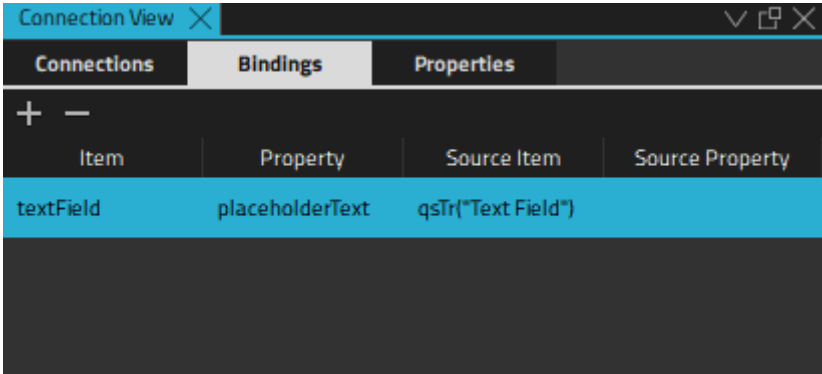 Connection View
Connections Bindings Properties
Item Property Source Item Source Property
textField placeholderText qsTr("Text Field")